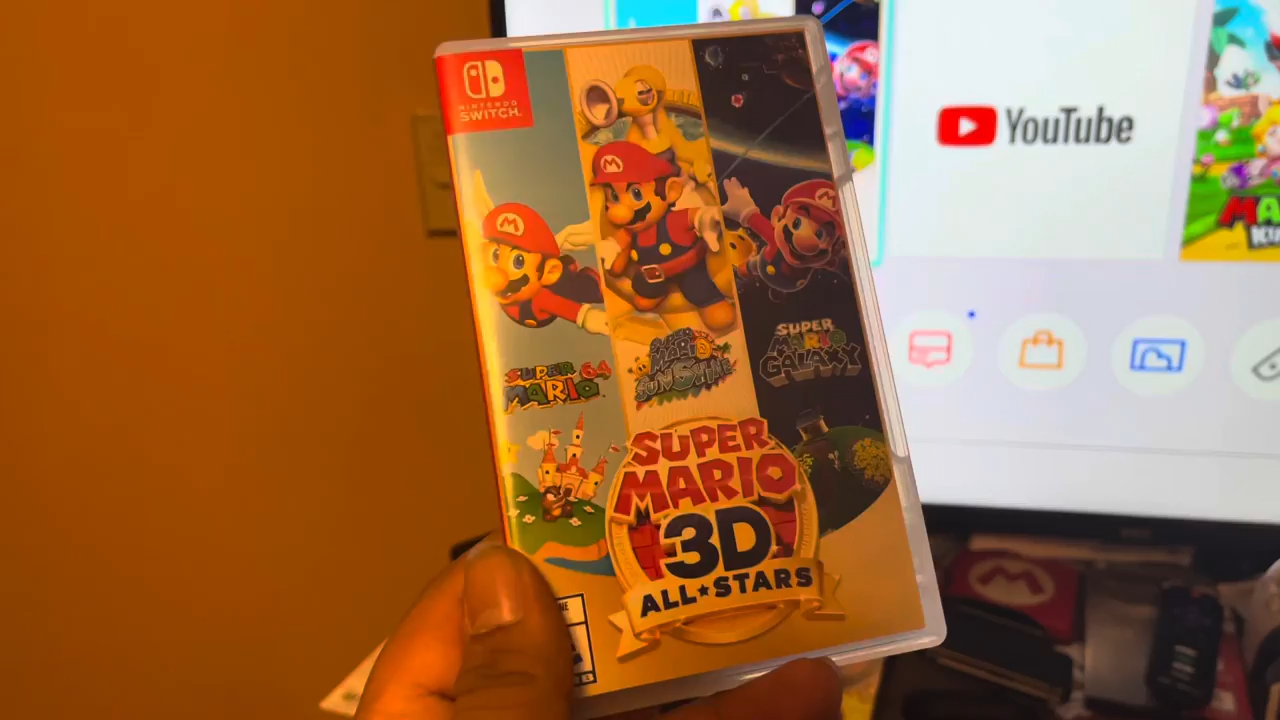 NINTENDO
SWITCH
M
M
M
SUPER
MARIO 64
SUPER
MARIO
SUNSHINE
SUPER
MARIO
GALAXY
SUPER
MARIO
3D
ALL★STARS
YouTube